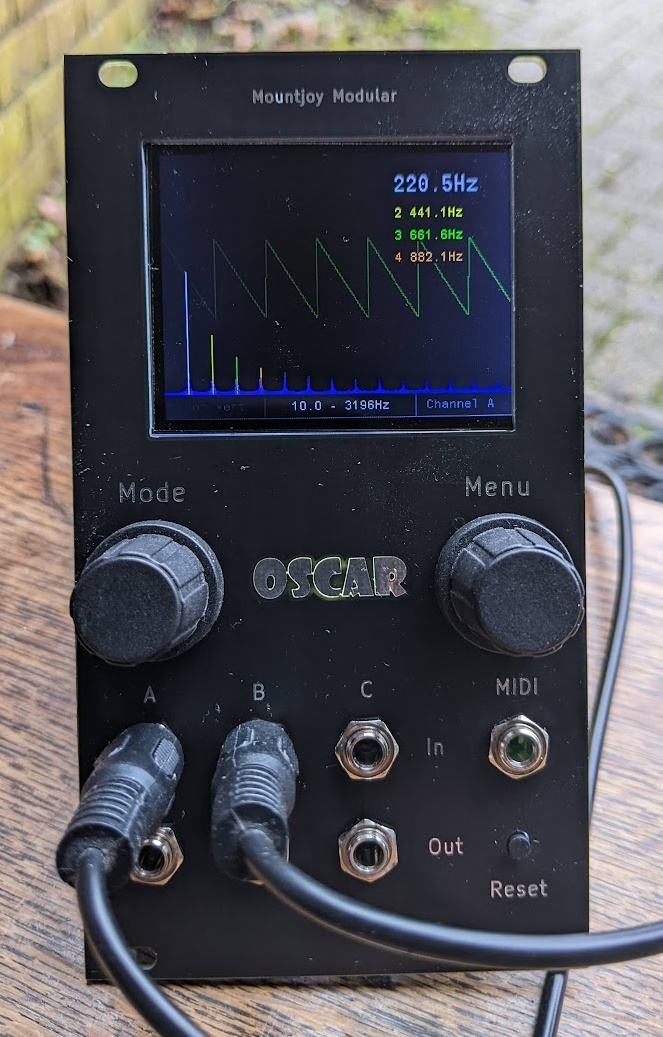 Mountjoy Modular
220.5Hz
2 441.1Hz
3 661.6Hz
4 882.1Hz
10.0 - 3196Hz
Channel A
Mode
Menu
OSCAR
A
B
C
MIDI
In
Out
Reset